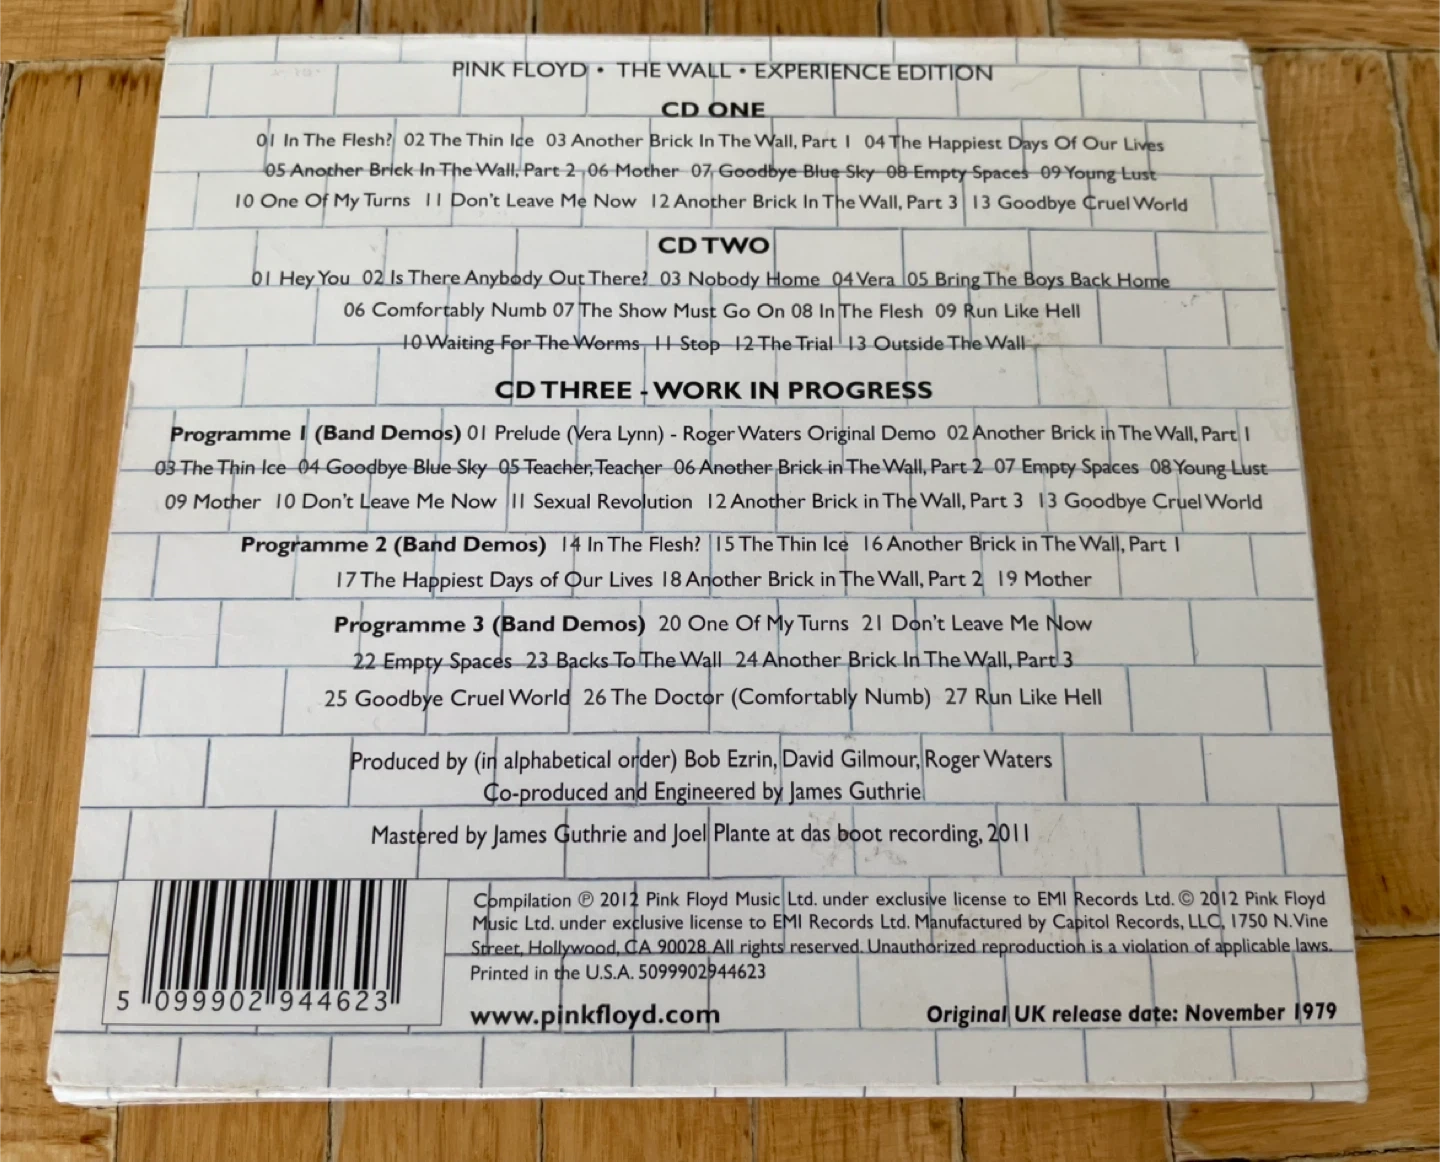 PINK FLOYD • THE WALL • EXPERIENCE EDITION
CD ONE
01 In The Flesh? 02 The Thin Ice 03 Another Brick In The Wall, Part 1 04 The Happiest Days Of Our Lives
05 Another Brick In The Wall, Part 2 06 Mother 07 Goodbye Blue Sky 08 Empty Spaces 09 Young Lust
10 One Of My Turns 11 Don't Leave Me Now 12 Another Brick In The Wall, Part 3 13 Goodbye Cruel World
CD TWO
01 Hey You 02 Is There Anybody Out There? 03 Nobody Home 04 Vera 05 Bring The Boys Back Home
06 Comfortably Numb 07 The Show Must Go On 08 In The Flesh 09 Run Like Hell
10 Waiting For The Worms 11 Stop 12 The Trial 13 Outside The Wall
CD THREE - WORK IN PROGRESS
Programme 1 (Band Demos) 01 Prelude (Vera Lynn) - Roger Waters Original Demo 02 Another Brick in The Wall, Part 1
03 The Thin Ice 04 Goodbye Blue Sky 05 Teacher, Teacher 06 Another Brick in The Wall, Part 2 07 Empty Spaces 08 Young Lust
09 Mother 10 Don't Leave Me Now 11 Sexual Revolution 12 Another Brick in The Wall, Part 3 13 Goodbye Cruel World
Programme 2 (Band Demos) 14 In The Flesh? 15 The Thin Ice 16 Another Brick in The Wall, Part 1
17 The Happiest Days of Our Lives 18 Another Brick in The Wall, Part 2 19 Mother
Programme 3 (Band Demos) 20 One Of My Turns 21 Don't Leave Me Now
22 Empty Spaces 23 Backs To The Wall 24 Another Brick In The Wall, Part 3
25 Goodbye Cruel World 26 The Doctor (Comfortably Numb) 27 Run Like Hell
Produced by (in alphabetical order) Bob Ezrin, David Gilmour, Roger Waters
Co-produced and Engineered by James Guthrie
Mastered by James Guthrie and Joel Plante at das boot recording, 2011
Compilation ℗ 2012 Pink Floyd Music Ltd. under exclusive license to EMI Records Ltd. © 2012 Pink Floyd
Music Ltd. under exclusive license to EMI Records Ltd. Manufactured by Capitol Records, LLC, 1750 N. Vine
Street, Hollywood, CA 90028. All rights reserved. Unauthorized reproduction is a violation of applicable laws.
Printed in the U.S.A. 5099902944623
5 099902 944623
www.pinkfloyd.com
Original UK release date: November 1979